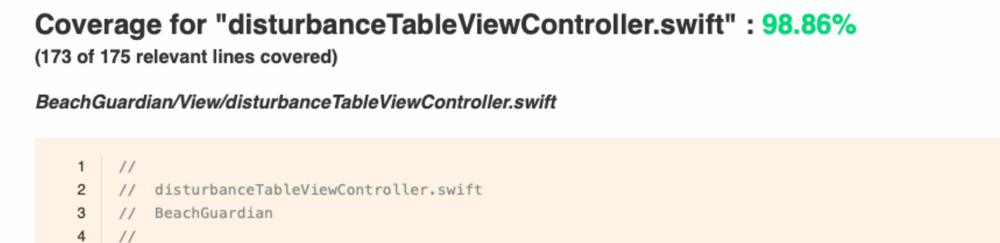 Coverage for "disturbanceTableViewController.swift" : 98.86%
(173 of 175 relevant lines covered)
BeachGuardian/View/disturbanceTableViewController.swift
1 //
2 //  disturbanceTableViewController.swift
3 //  BeachGuardian
4 //